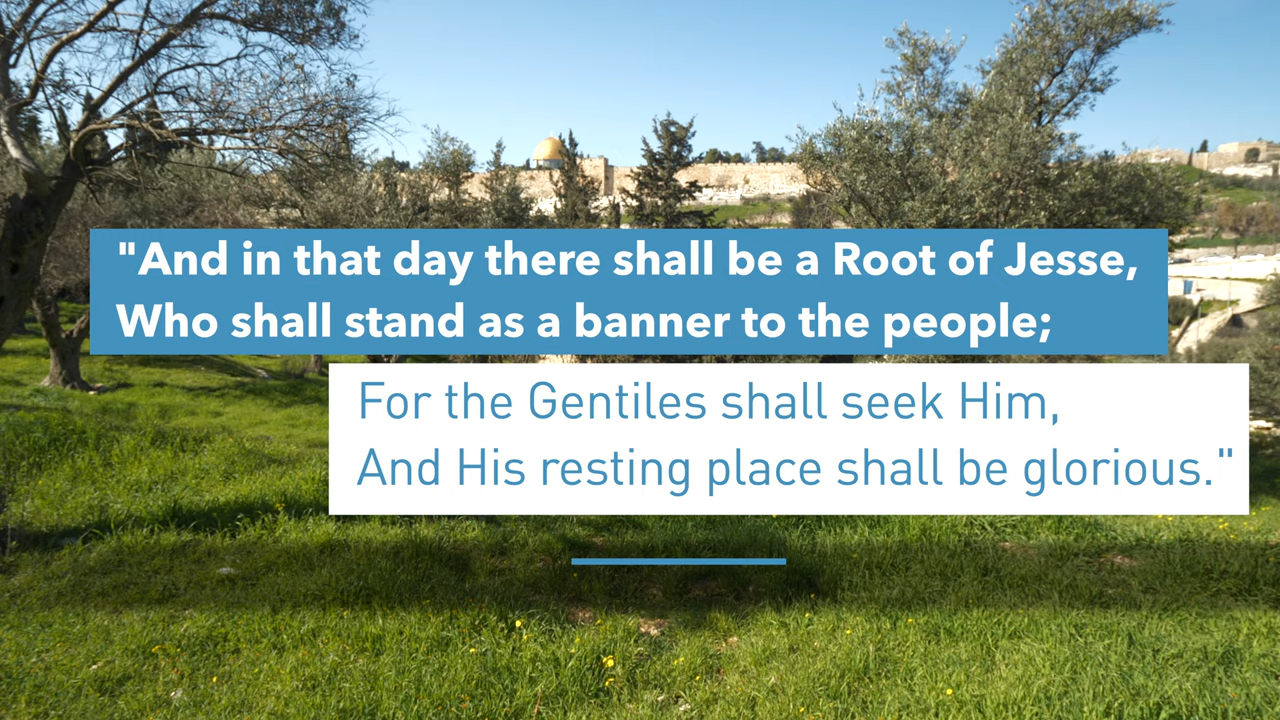 "And in that day there shall be a Root of Jesse,
Who shall stand as a banner to the people;
For the Gentiles shall seek Him,
And His resting place shall be glorious."